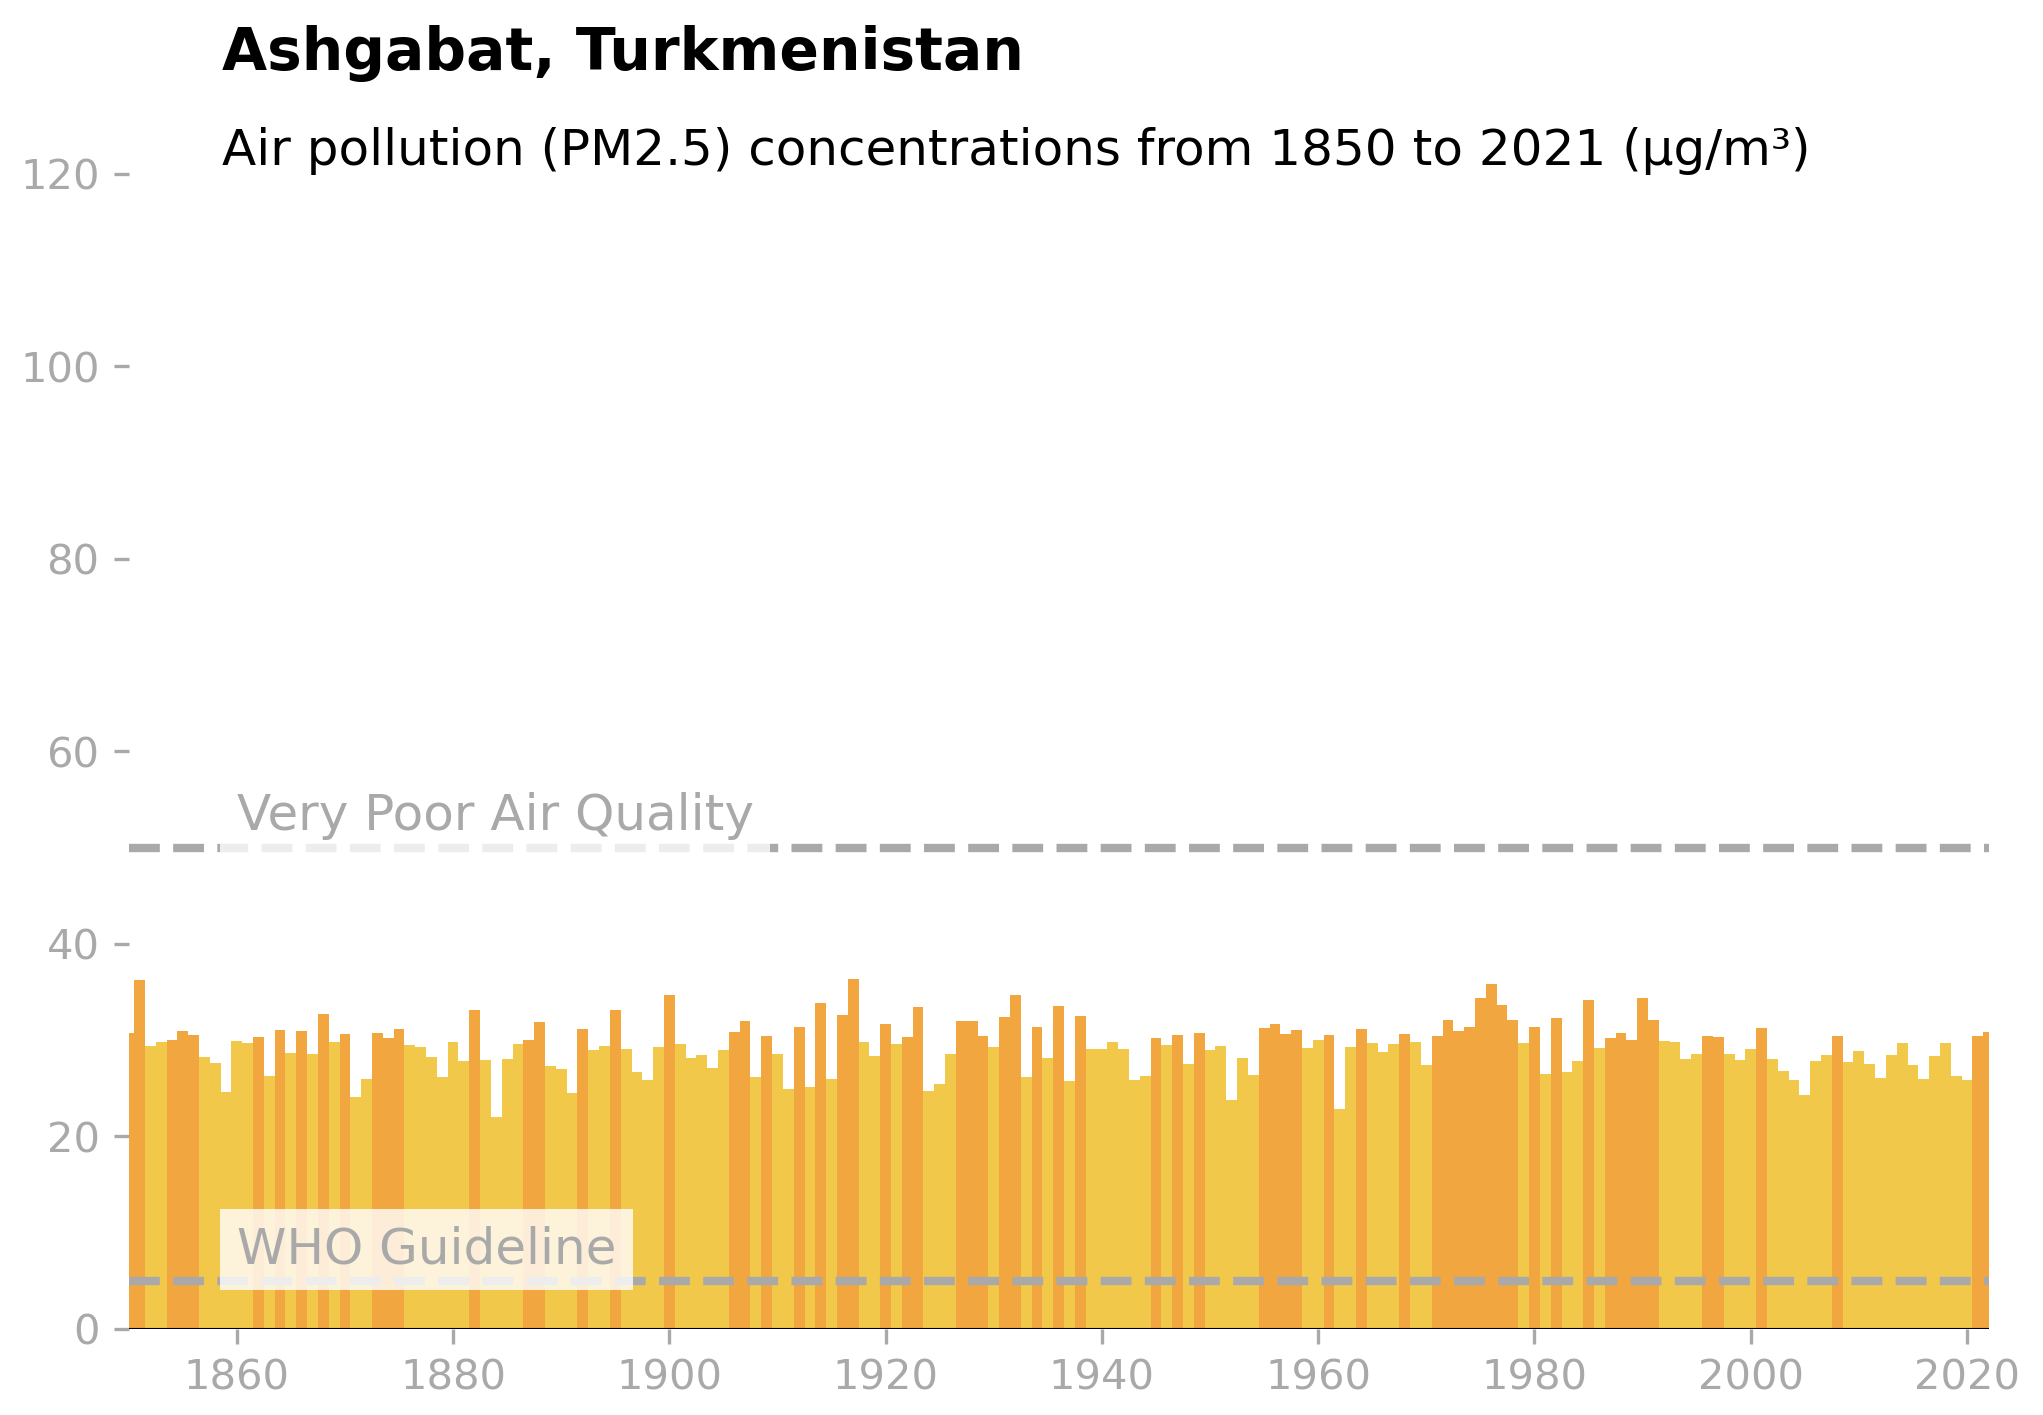 Ashgabat, Turkmenistan
Air pollution (PM2.5) concentrations from 1850 to 2021 (µg/m³)
120
100
80
60
Very Poor Air Quality
40
20
WHO Guideline
0
1860 1880 1900 1920 1940 1960 1980 2000 2020